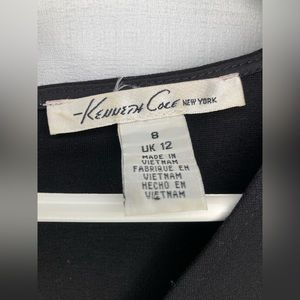 KENNETH COLE NEW YORK
8
UK 12
MADE IN
VIETNAM
FABRIQUE EN
VIETNAM
HECHO EN
VIETNAM